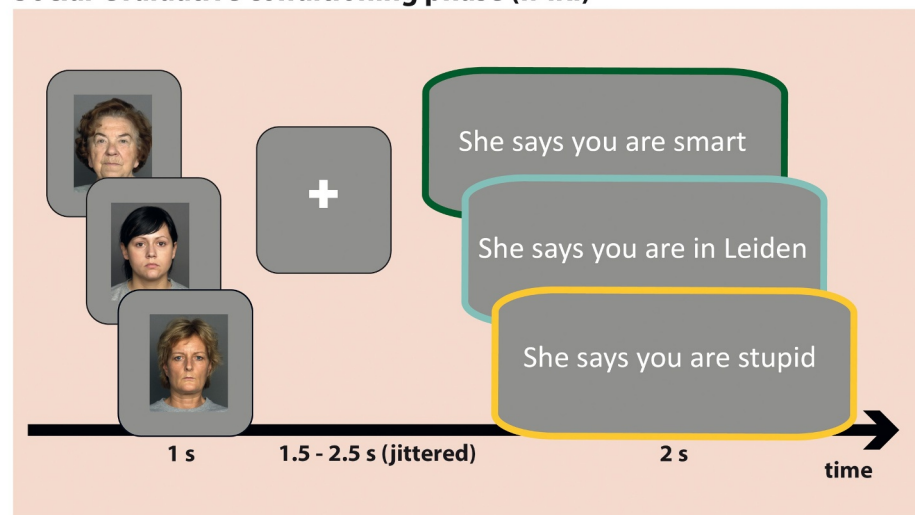 She says you are smart
She says you are in Leiden
She says you are stupid
1 s
1.5 - 2.5 s (jittered)
2 s
time